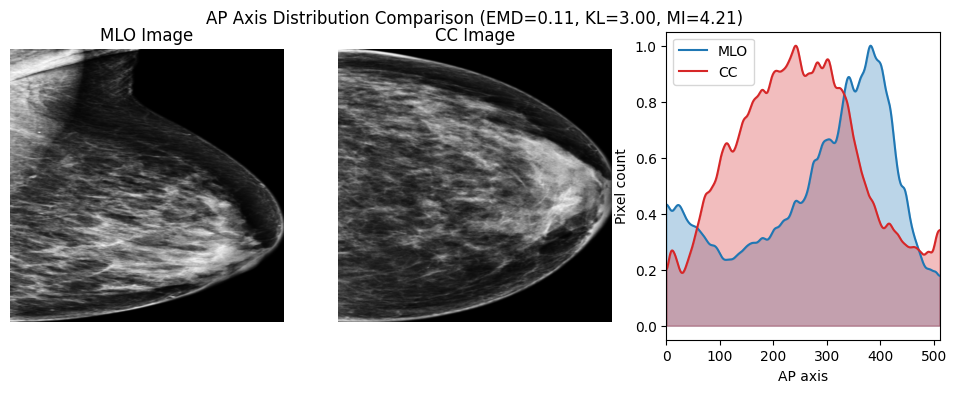 AP Axis Distribution Comparison (EMD=0.11, KL=3.00, MI=4.21)
MLO Image
CC Image
MLO
CC
Pixel count
1.0
0.8
0.6
0.4
0.2
0.0
0 100 200 300 400 500
AP axis